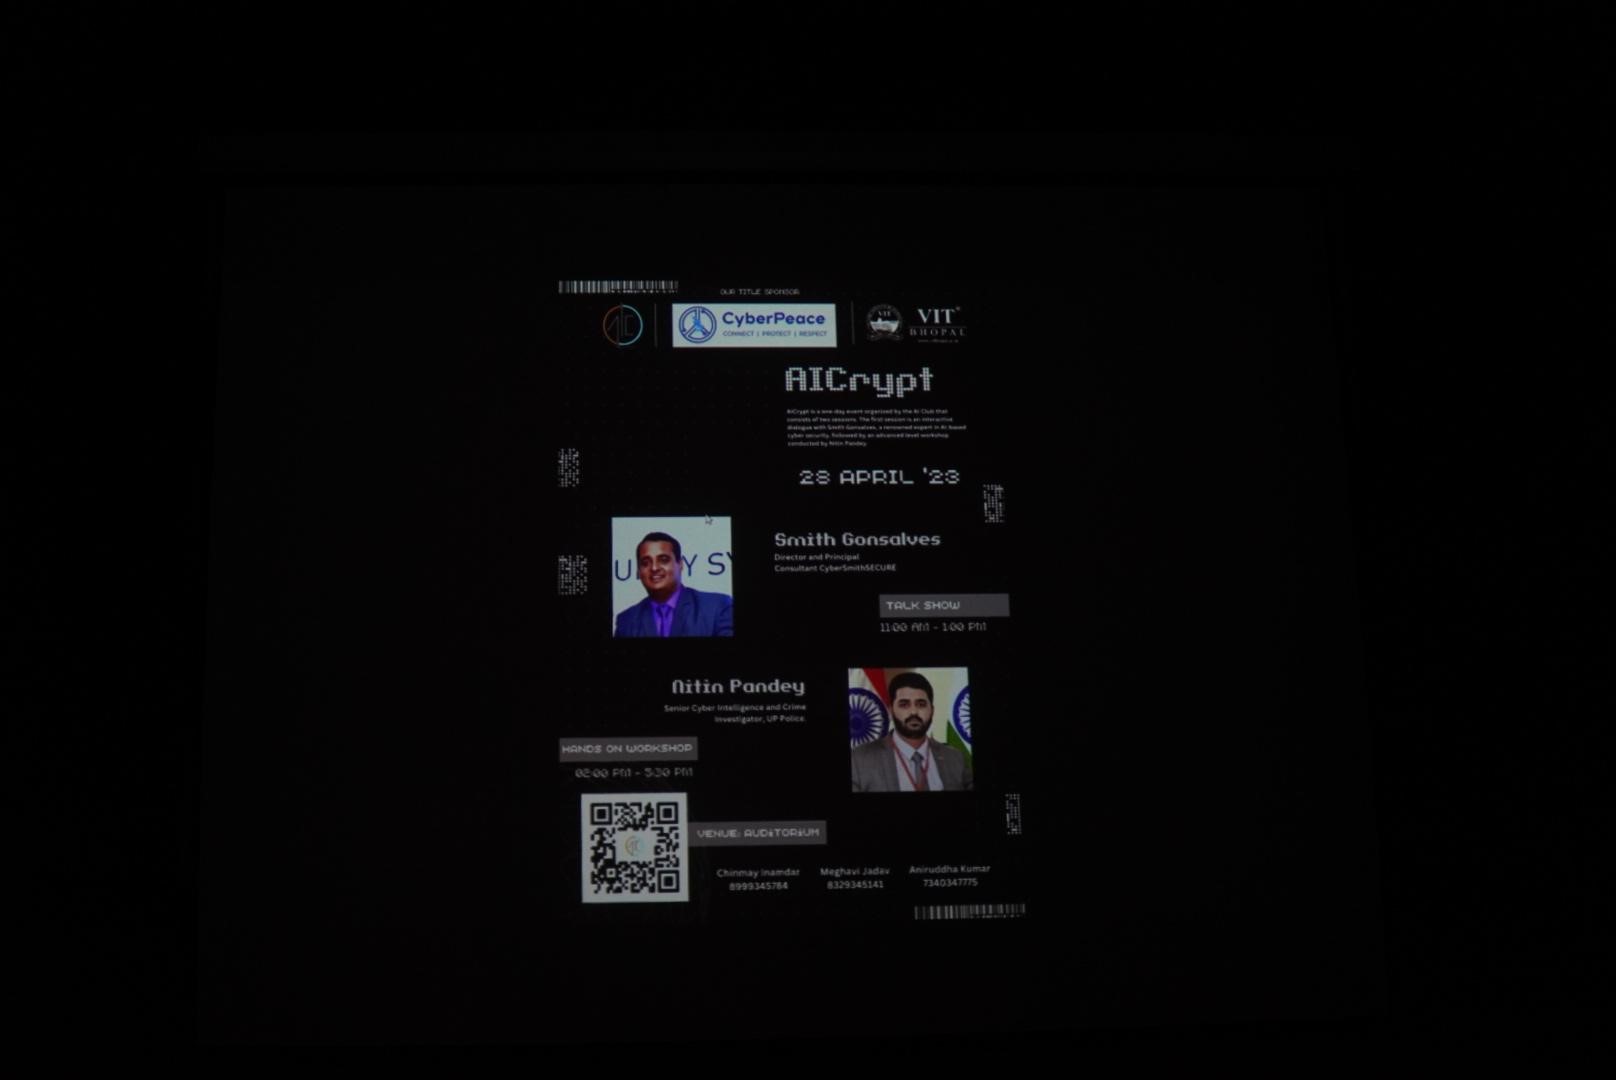 OUR TITLE SPONSOR
AIC
CyberPeace
CONNECT | PROTECT | RESPECT
VIT
BHOPAL
AICrypt
AICrypt is a one day event organized by the AI Club that
consists of two sessions. The first session is an interactive
dialogue with Smith Gonsalves, a renowned expert in AI based
cyber security, followed by an advanced level workshop
conducted by Nitin Pandey.
28 APRIL '23
Smith Gonsalves
Director and Principal
Consultant CyberSmithSECURE
TALK SHOW
11:00 AM - 1:00 PM
Nitin Pandey
Senior Cyber Intelligence and Crime
Investigator, UP Police.
HANDS ON WORKSHOP
02:00 PM - 5:30 PM
VENUE: AUDITORIUM
Chinmay Inamdar
8999345784
Meghavi Jadav
8329345141
Aniruddha Kumar
7340347775